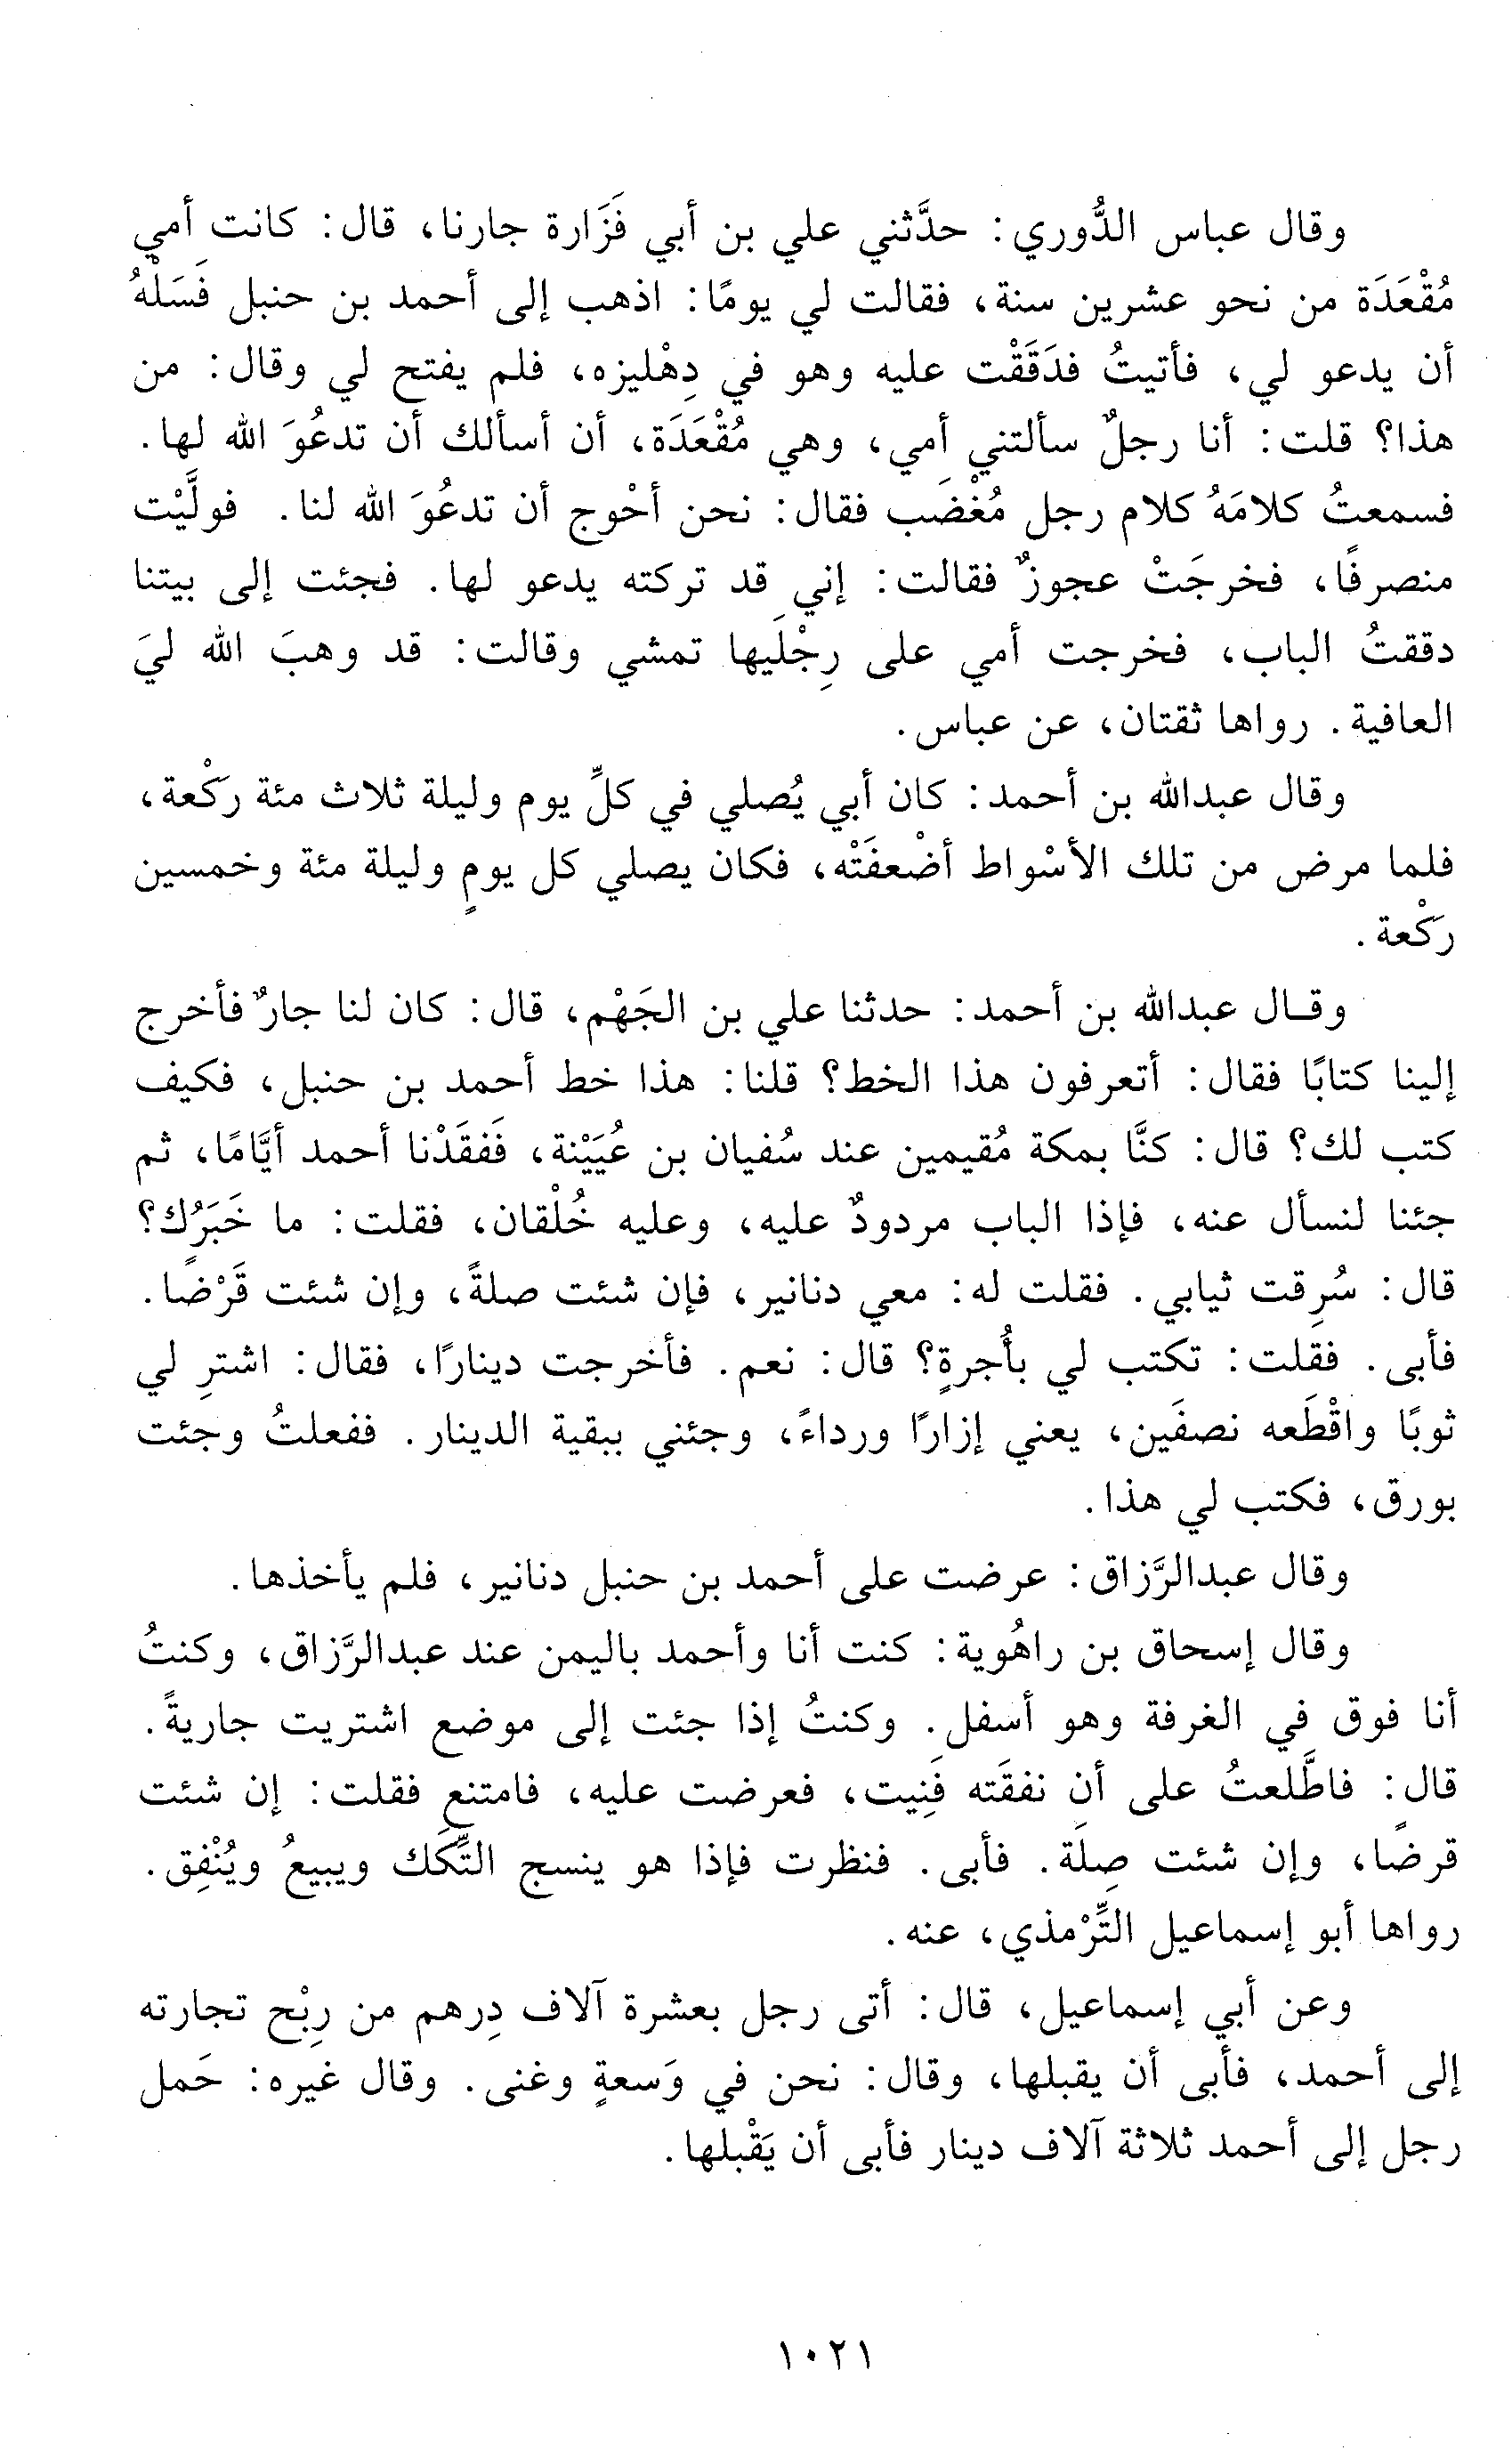 وقال عباس الدُّوري: حدَّثني علي بن أبي فَزَارة جارنا، قال: كانت أمي
مُقْعَدَة من نحو عشرين سنة، فقالت لي يومًا: اذهب إلى أحمد بن حنبل فَسَلْهُ
أن يدعو لي، فأتيتُ فدَقَقْت عليه وهو في دِهْليزه، فلم يفتح لي وقال: من
هذا؟ قلت: أنا رجلٌ سألتني أمي، وهي مُقْعَدَة، أن أسألك أن تدعُوَ الله لها.
فسمعتُ كلامَهُ كلام رجل مُغْضَب فقال: نحن أحْوج أن تدعُوَ الله لنا. فولَّيْت
منصرفًا، فخرجَتْ عجوزٌ فقالت: إني قد تركته يدعو لها. فجئت إلى بيتنا
دققتُ الباب، فخرجت أمي على رِجْلَيها تمشي وقالت: قد وهبَ الله ليَ
العافية. رواها ثقتان، عن عباس.
وقال عبدالله بن أحمد: كان أبي يُصلي في كلِّ يوم وليلة ثلاث مئة ركْعة،
فلما مرض من تلك الأسْواط أضْعفَتْه، فكان يصلي كل يومٍ وليلة مئة وخمسين
ركْعة.
وقال عبدالله بن أحمد: حدثنا علي بن الجَهْم، قال: كان لنا جارٌ فأخرج
إلينا كتابًا فقال: أتعرفون هذا الخط؟ قلنا: هذا خط أحمد بن حنبل، فكيف
كتب لك؟ قال: كنَّا بمكة مُقيمين عند سُفيان بن عُيَيْنة، فَفقَدْنا أحمد أيَّامًا، ثم
جئنا لنسأل عنه، فإذا الباب مردودٌ عليه، وعليه خُلْقان، فقلت: ما خَبَرُك؟
قال: سُرِقت ثيابي. فقلت له: معي دنانير، فإن شئت صلةً، وإن شئت قَرْضًا.
فأبى. فقلت: تكتب لي بأُجرةٍ؟ قال: نعم. فأخرجت دينارًا، فقال: اشترِ لي
ثوبًا واقْطَعه نصفَين، يعني إزارًا ورداءً، وجئني ببقية الدينار. ففعلتُ وجئت
بورق، فكتب لي هذا.
وقال عبدالرَّزاق: عرضت على أحمد بن حنبل دنانير، فلم يأخذها.
وقال إسحاق بن راهُوية: كنت أنا وأحمد باليمن عند عبدالرَّزاق، وكنتُ
أنا فوق في الغرفة وهو أسفل. وكنتُ إذا جئت إلى موضع اشتريت جاريةً.
قال: فاطَّلعتُ على أن نفقَته فَنِيت، فعرضت عليه، فامتنع فقلت: إن شئت
قرضًا، وإن شئت صِلَة. فأبى. فنظرت فإذا هو ينسج التِّكَك ويبيعُ ويُنْفِق.
رواها أبو إسماعيل التِّرْمذي، عنه.
وعن أبي إسماعيل، قال: أتى رجل بعشرة آلاف دِرهم من رِبْح تجارته
إلى أحمد، فأبى أن يقبلها، وقال: نحن في وَسعةٍ وغنى. وقال غيره: حَمل
رجل إلى أحمد ثلاثة آلاف دينار فأبى أن يَقْبلها.
١٠٢١